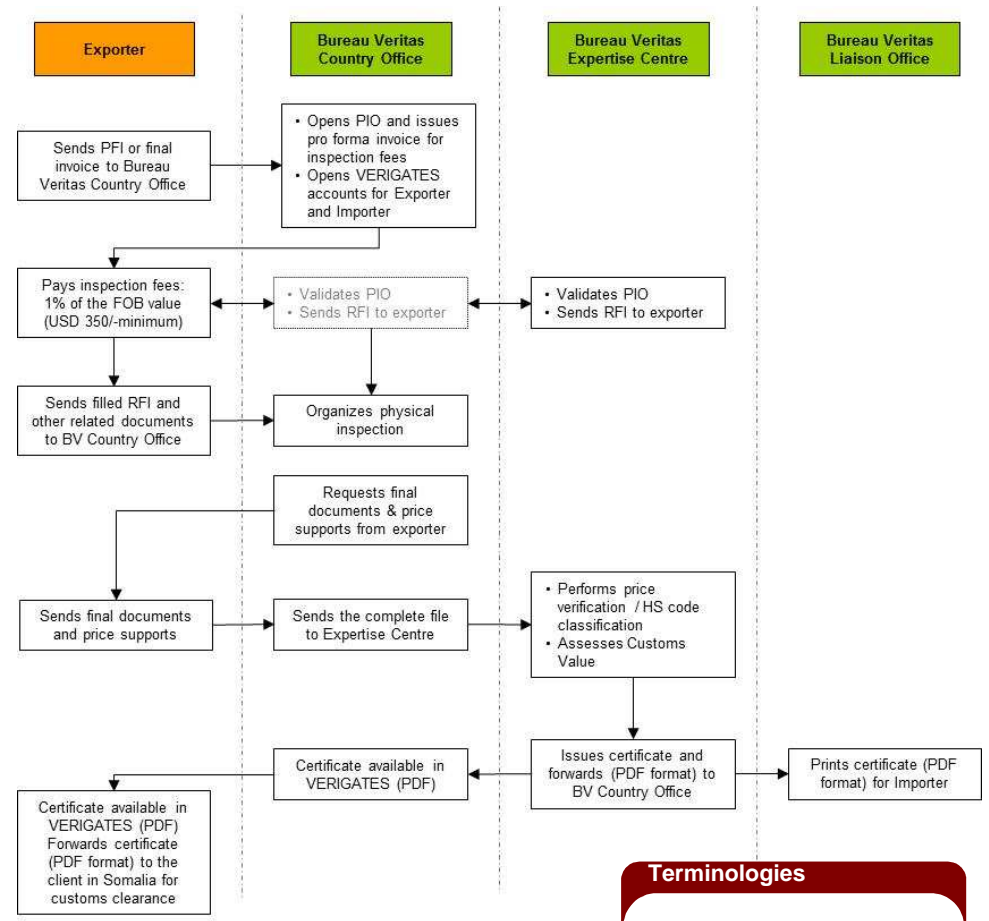 Exporter
Bureau Veritas
Country Office
Bureau Veritas
Expertise Centre
Bureau Veritas
Liaison Office
Sends PFI or final
invoice to Bureau
Veritas Country Office
• Opens PIO and issues
pro forma invoice for
inspection fees
• Opens VERIGATES
accounts for Exporter
and Importer
Pays inspection fees:
1% of the FOB value
(USD 350/-minimum)
• Validates PIO
• Sends RFI to exporter
• Validates PIO
• Sends RFI to exporter
Sends filled RFI and
other related documents
to BV Country Office
Organizes physical
inspection
Requests final
documents & price
supports from exporter
Sends final documents
and price supports
Sends the complete file
to Expertise Centre
• Performs price
verification / HS code
classification
• Assesses Customs
Value
Certificate available in
VERIGATES (PDF)
Issues certificate and
forwards (PDF format) to
BV Country Office
Prints certificate (PDF
format) for Importer
Certificate available in
VERIGATES (PDF)
Forwards certificate
(PDF format) to the
client in Somalia for
customs clearance
Terminologies